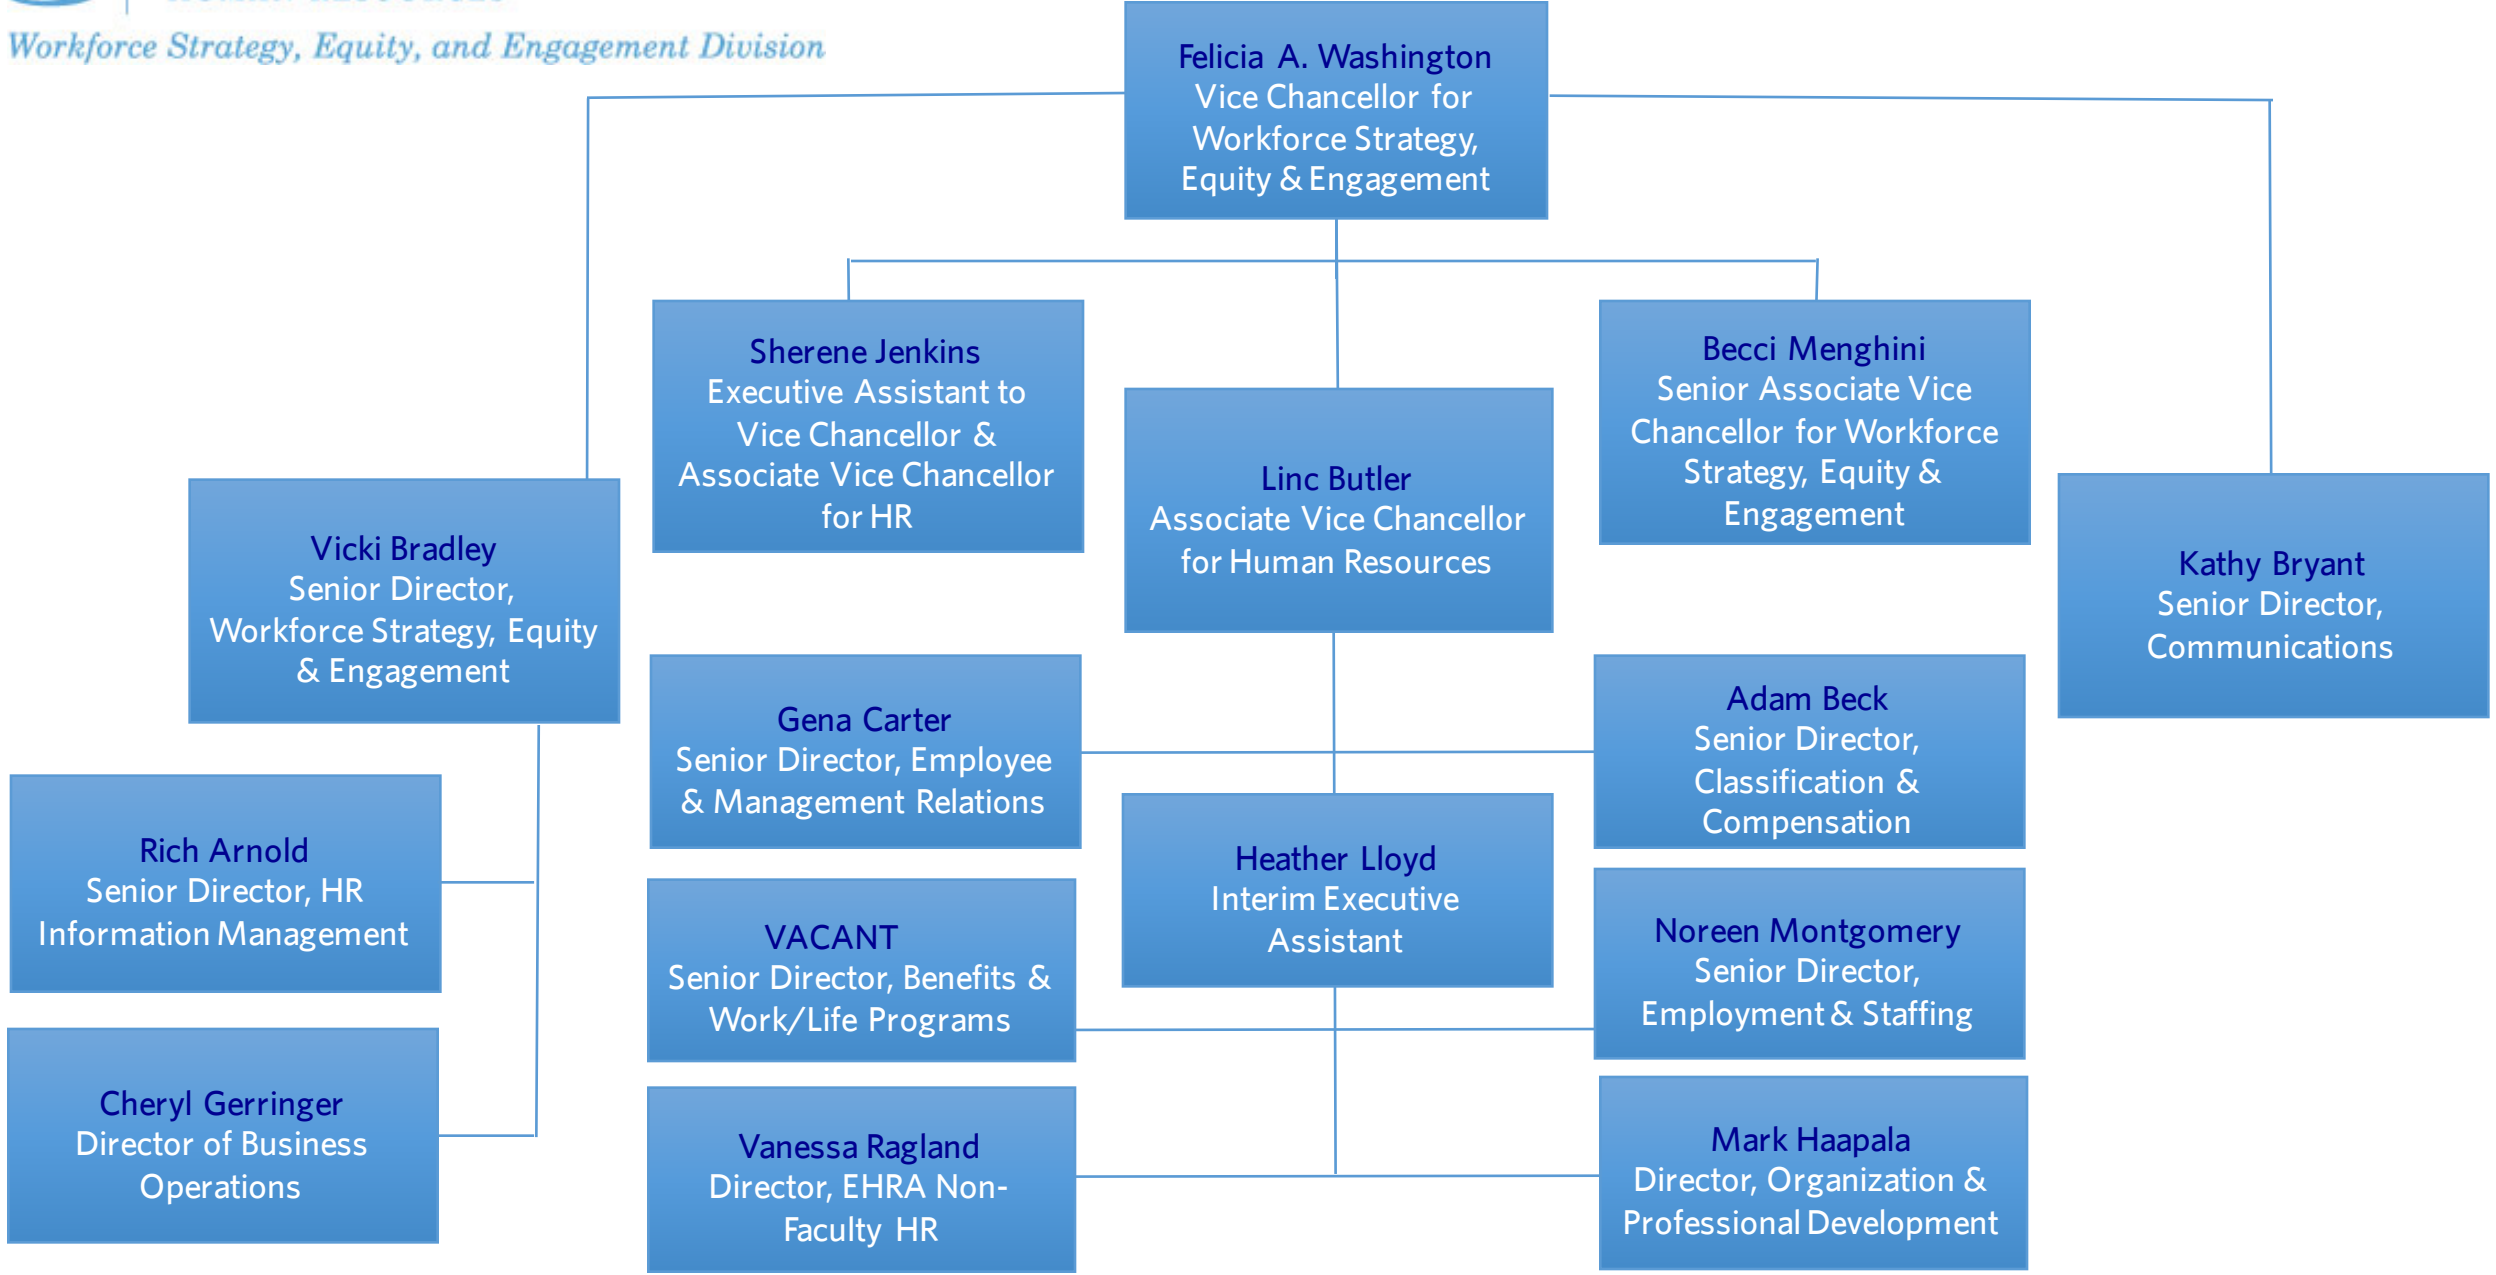 Workforce Strategy, Equity, and Engagement Division
Felicia A. Washington
Vice Chancellor for
Workforce Strategy,
Equity & Engagement
Sherene Jenkins
Executive Assistant to
Vice Chancellor &
Associate Vice Chancellor
for HR
Linc Butler
Associate Vice Chancellor
for Human Resources
Becci Menghini
Senior Associate Vice
Chancellor for Workforce
Strategy, Equity &
Engagement
Vicki Bradley
Senior Director,
Workforce Strategy, Equity
& Engagement
Kathy Bryant
Senior Director,
Communications
Gena Carter
Senior Director, Employee
& Management Relations
Adam Beck
Senior Director,
Classification &
Compensation
Rich Arnold
Senior Director, HR
Information Management
Heather Lloyd
Interim Executive
Assistant
VACANT
Senior Director, Benefits &
Work/Life Programs
Noreen Montgomery
Senior Director,
Employment & Staffing
Cheryl Gerringer
Director of Business
Operations
Vanessa Ragland
Director, EHRA Non-
Faculty HR
Mark Haapala
Director, Organization &
Professional Development